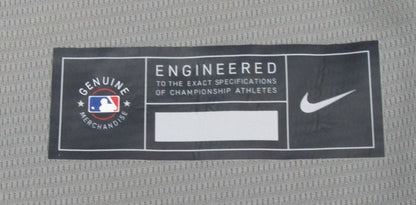 GENUINE
MERCHANDISE
ENGINEERED
TO THE EXACT SPECIFICATIONS
OF CHAMPIONSHIP ATHLETES